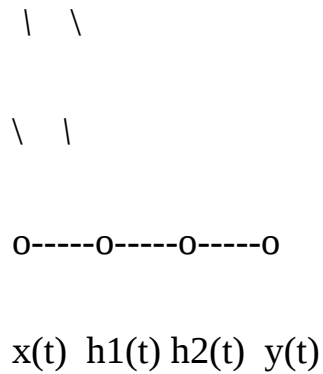 \ \
\ \
o-----o-----o-----o
x(t) h1(t) h2(t) y(t)